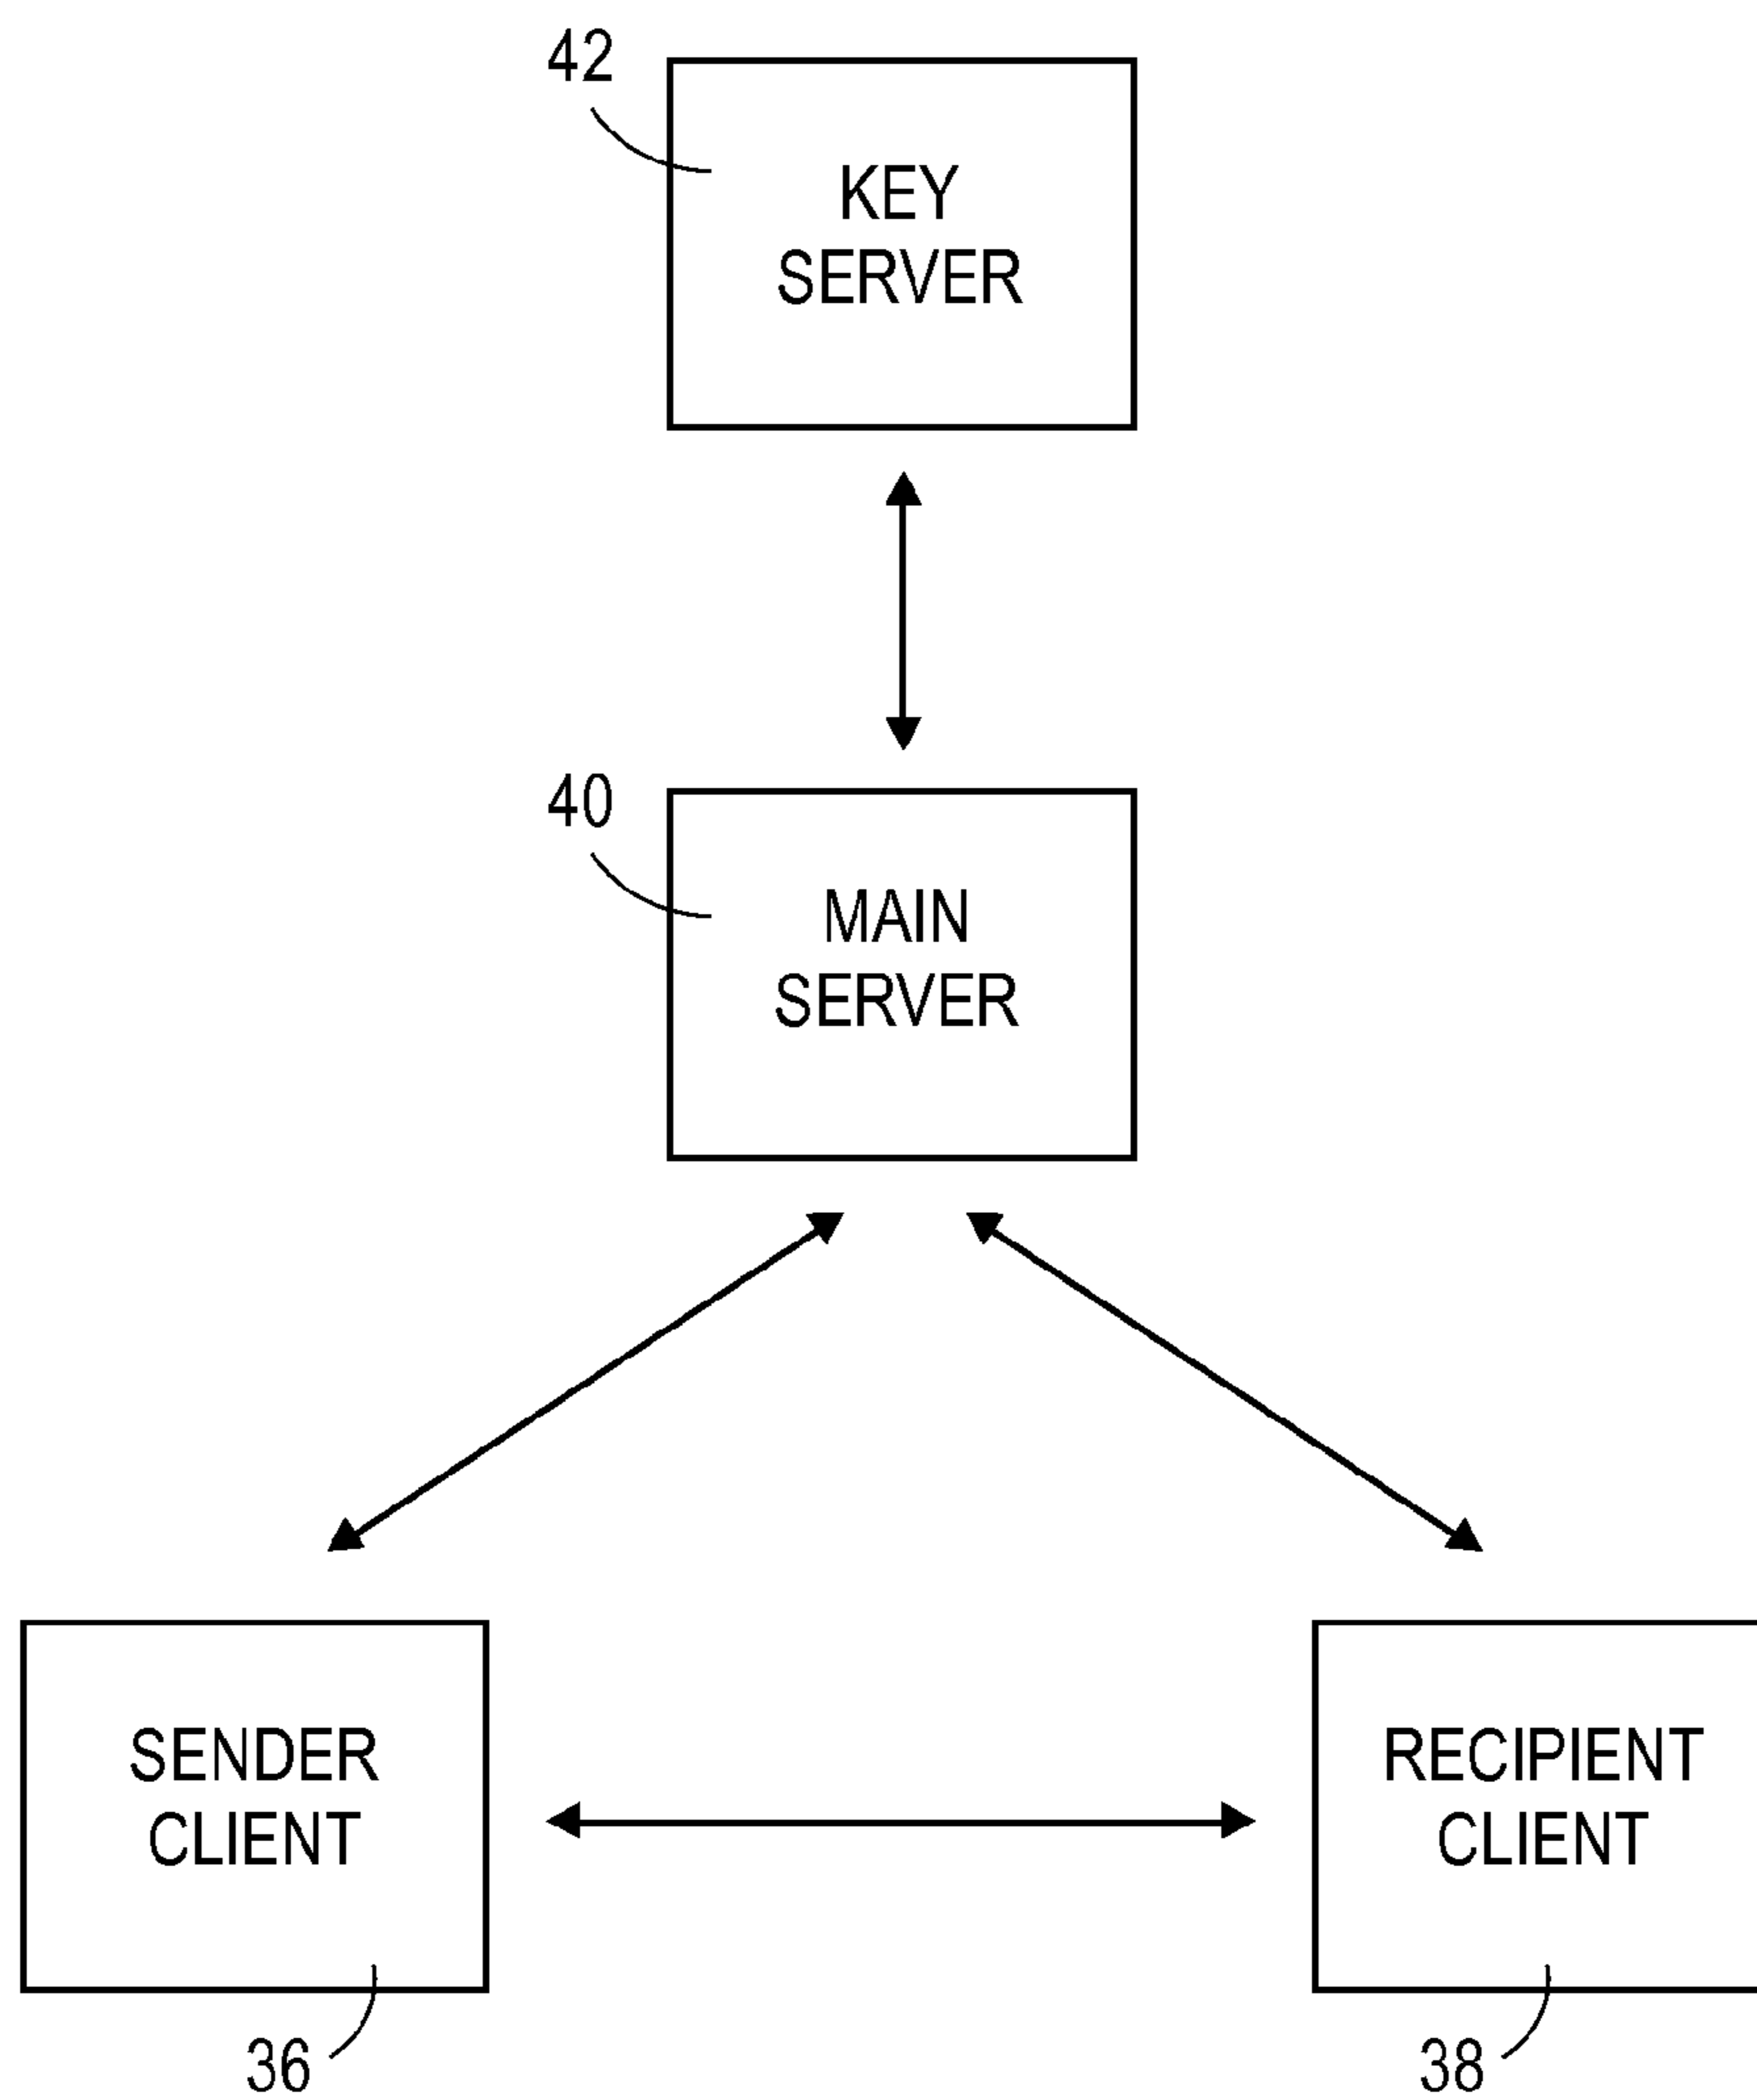 42
KEY
SERVER
40
MAIN
SERVER
SENDER
CLIENT
RECIPIENT
CLIENT
36
38